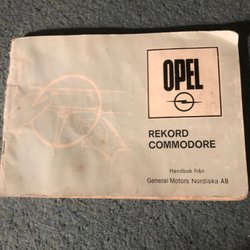 OPEL
REKORD
COMMODORE
Handbok från
General Motors Nordiska AB